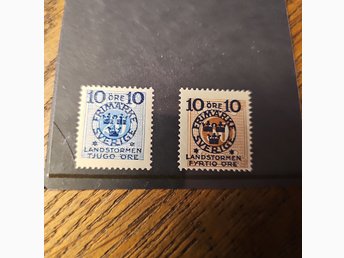 10 ÖRE 10
FRIMÄRKE
SVERIGE
LANDSTORMEN
TJUGO ÖRE
10 ÖRE 10
FRIMÄRKE
SVERIGE
LANDSTORMEN
FYRTIO ÖRE